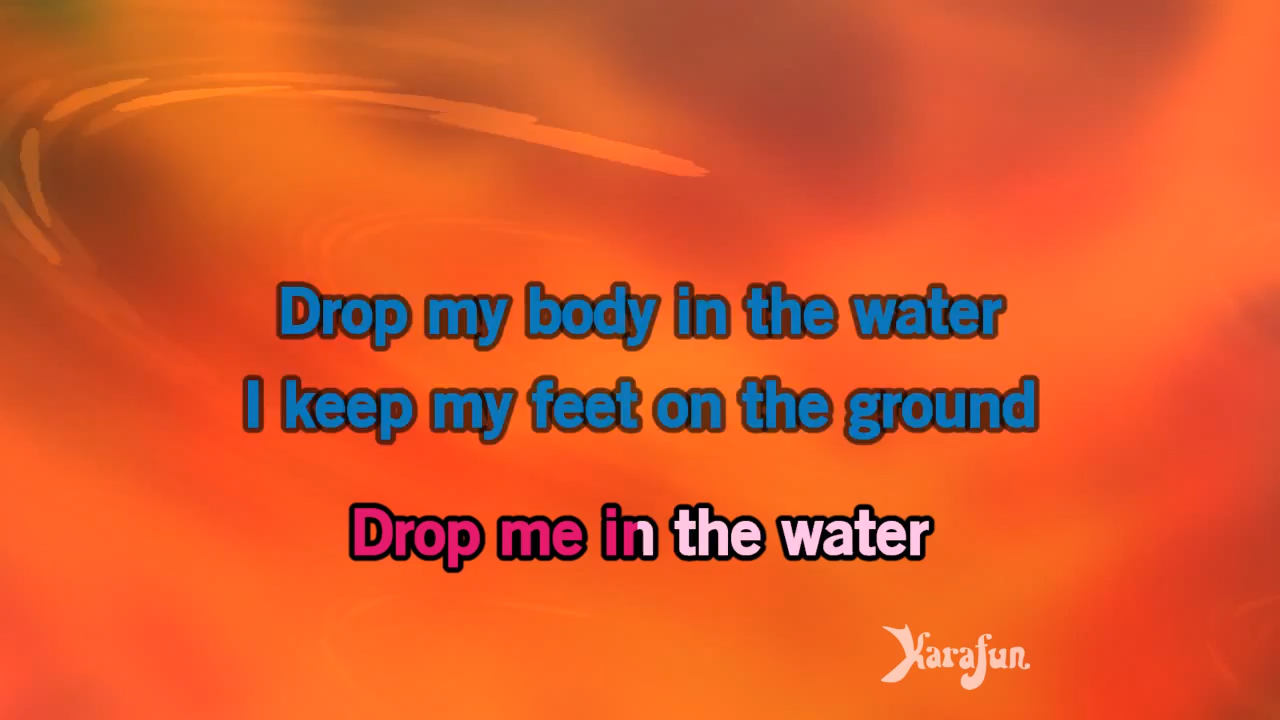 Drop my body in the water
I keep my feet on the ground
Drop me in the water
Karafun